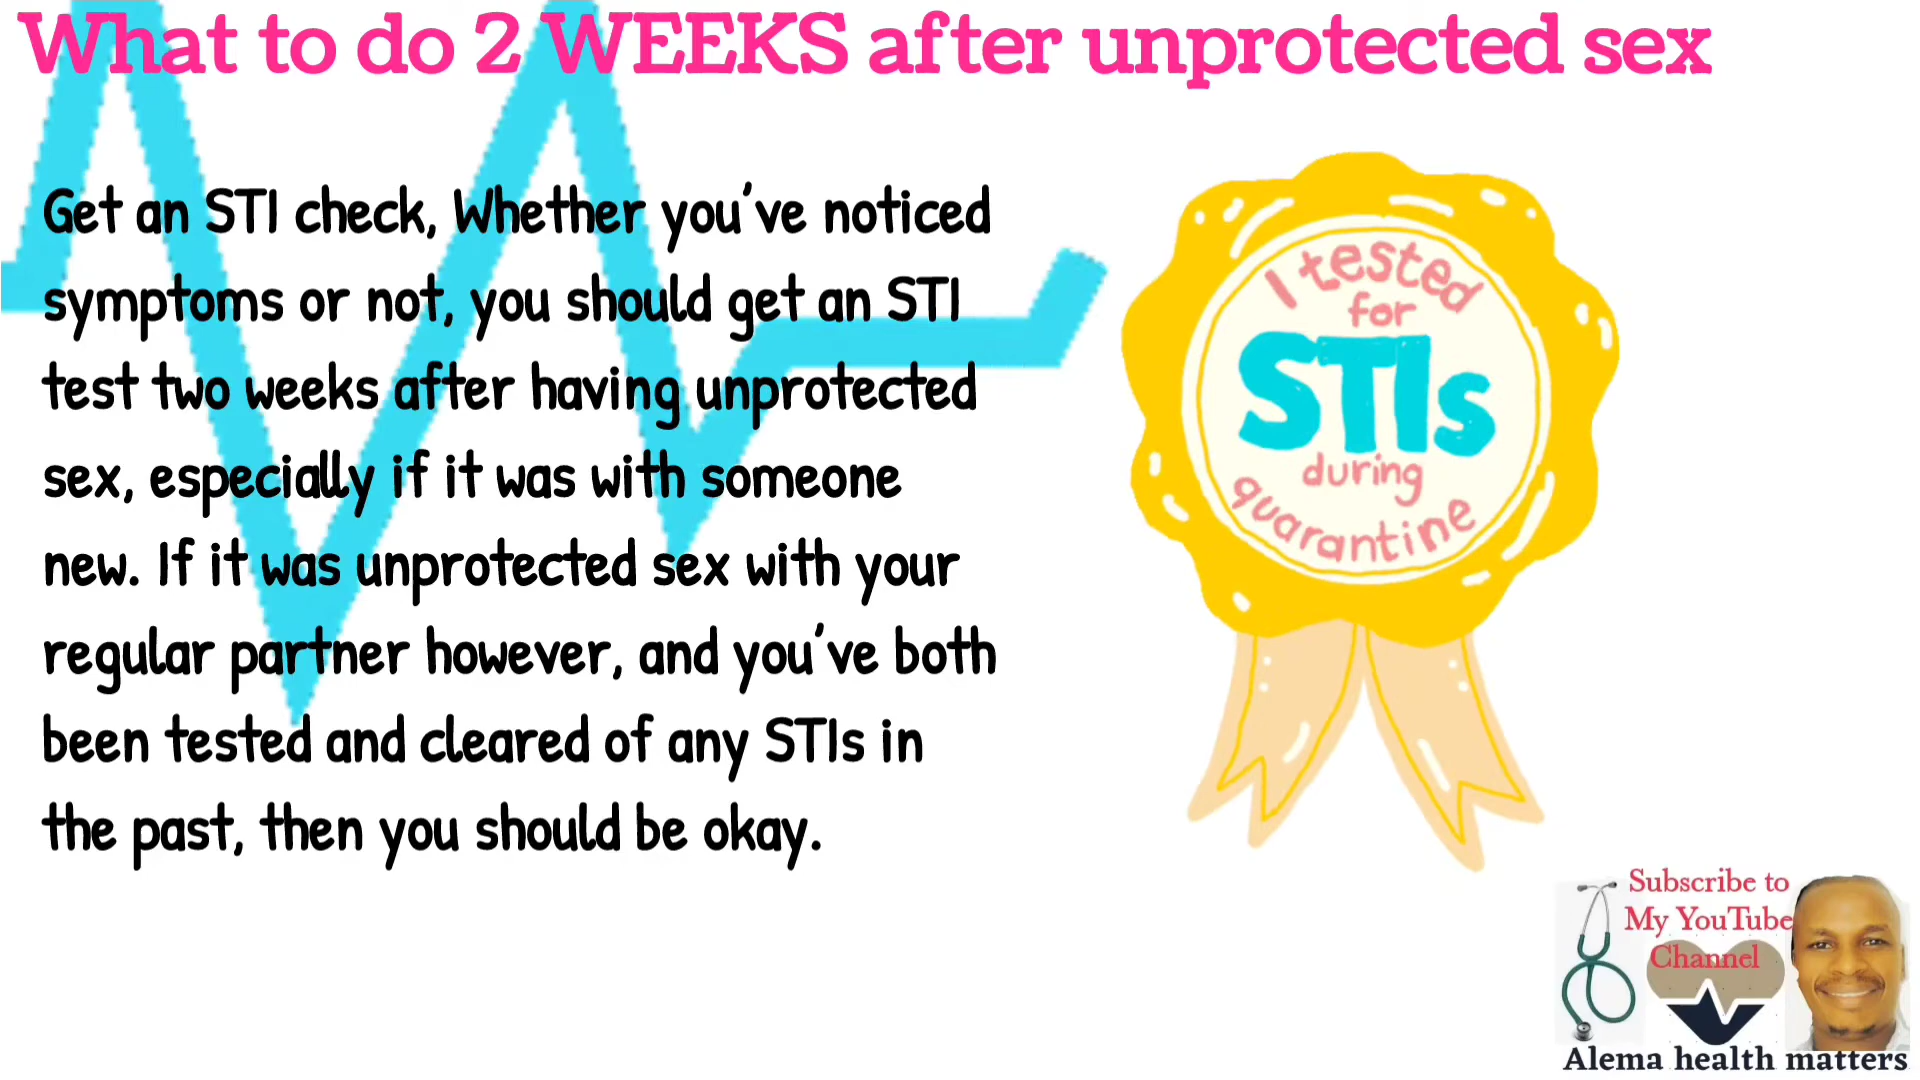 What to do 2 WEEKS after unprotected sex
Get an STI check, Whether you've noticed
symptoms or not, you should get an STI
test two weeks after having unprotected
sex, especially if it was with someone
new. If it was unprotected sex with your
regular partner however, and you've both
been tested and cleared of any STIs in
the past, then you should be okay.
I tested
for
STIs
during
quarantine
Subscribe to
My YouTube
Channel
Alema health matters